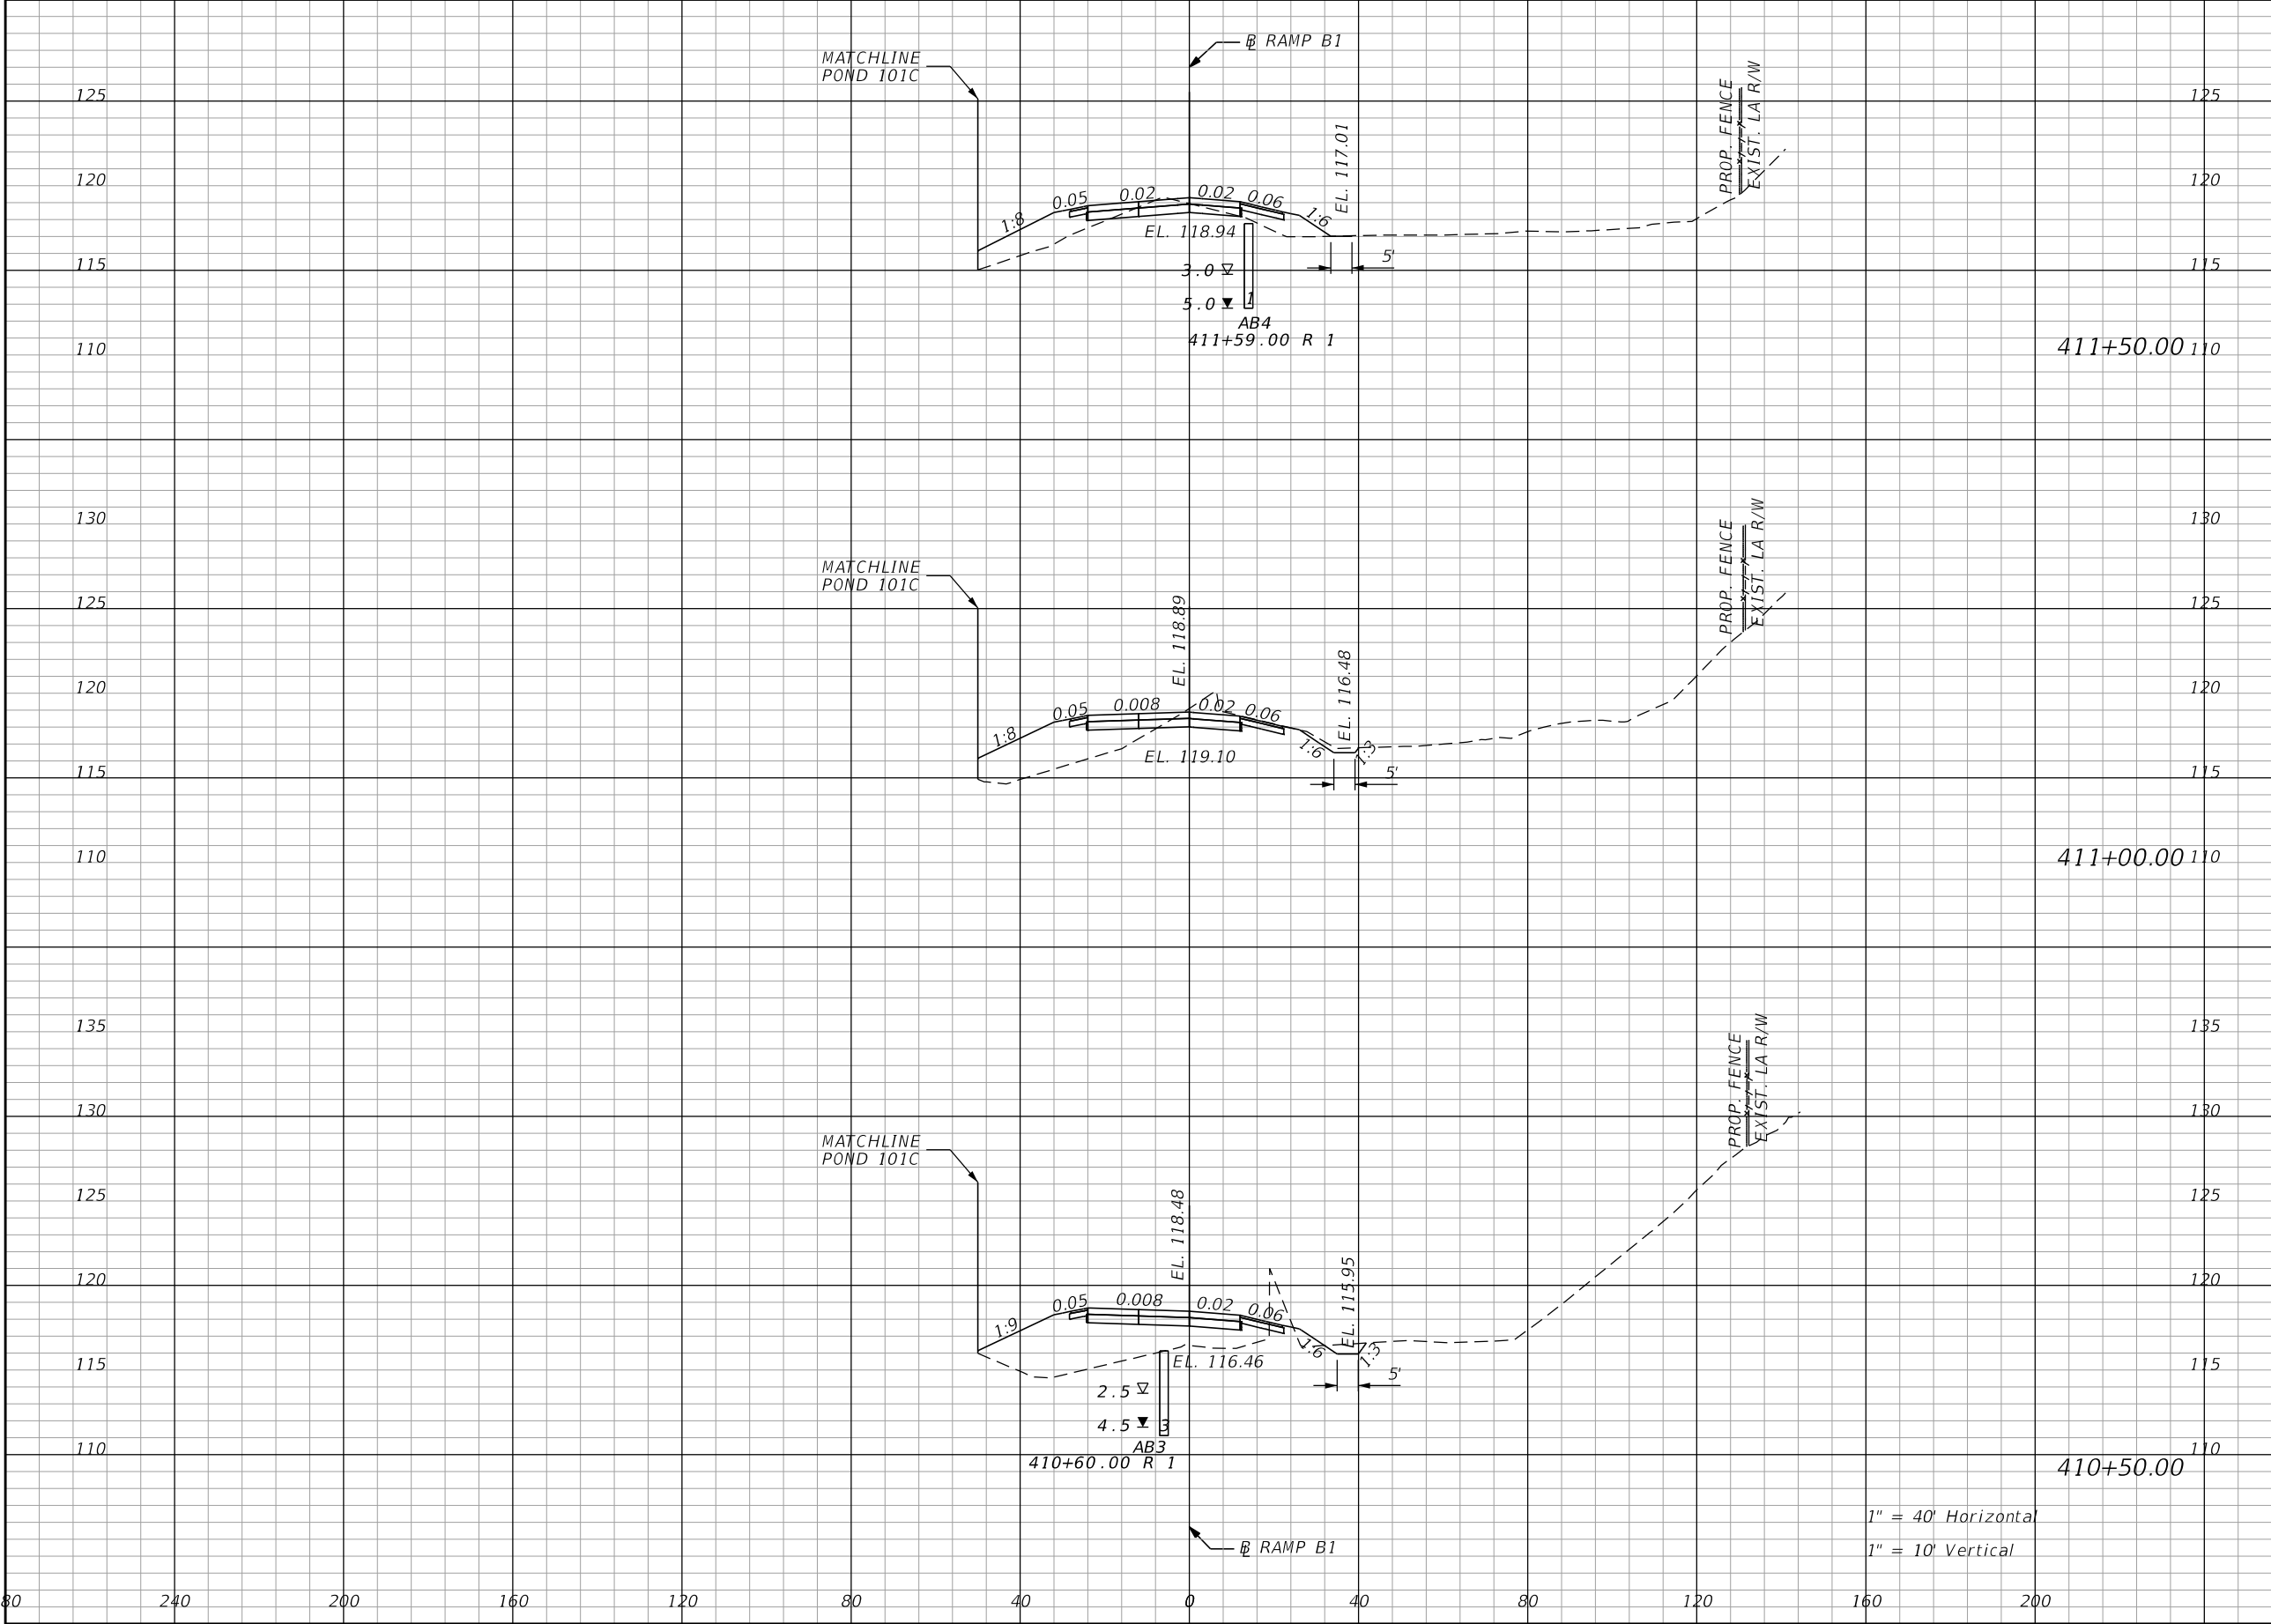 BL RAMP B1
MATCHLINE
POND 101C
PROP. FENCE
EXIST. LA R/W
125
125
EL. 117.01
120
120
0.05
0.02
0.02
0.06
1:8
1:6
EL. 118.94
5'
115
115
3.0
5.0
1
AB4
411+59.00 R 1
110
411+50.00
110
130
130
PROP. FENCE
EXIST. LA R/W
MATCHLINE
POND 101C
125
125
EL. 118.89
EL. 116.48
120
120
0.05
0.008
0.02
0.06
1:8
1:6
1:3
EL. 119.10
115
5'
115
110
411+00.00
110
135
135
PROP. FENCE
EXIST. LA R/W
130
130
MATCHLINE
POND 101C
125
125
EL. 118.48
EL. 115.95
120
120
0.05
0.008
0.02
0.06
1:9
1:6
1:3
EL. 116.46
115
115
5'
2.5
4.5
3
AB3
410+60.00 R 1
110
110
410+50.00
1" = 40' Horizontal
1" = 10' Vertical
BL RAMP B1
80
240
200
160
120
80
40
0
40
80
120
160
200